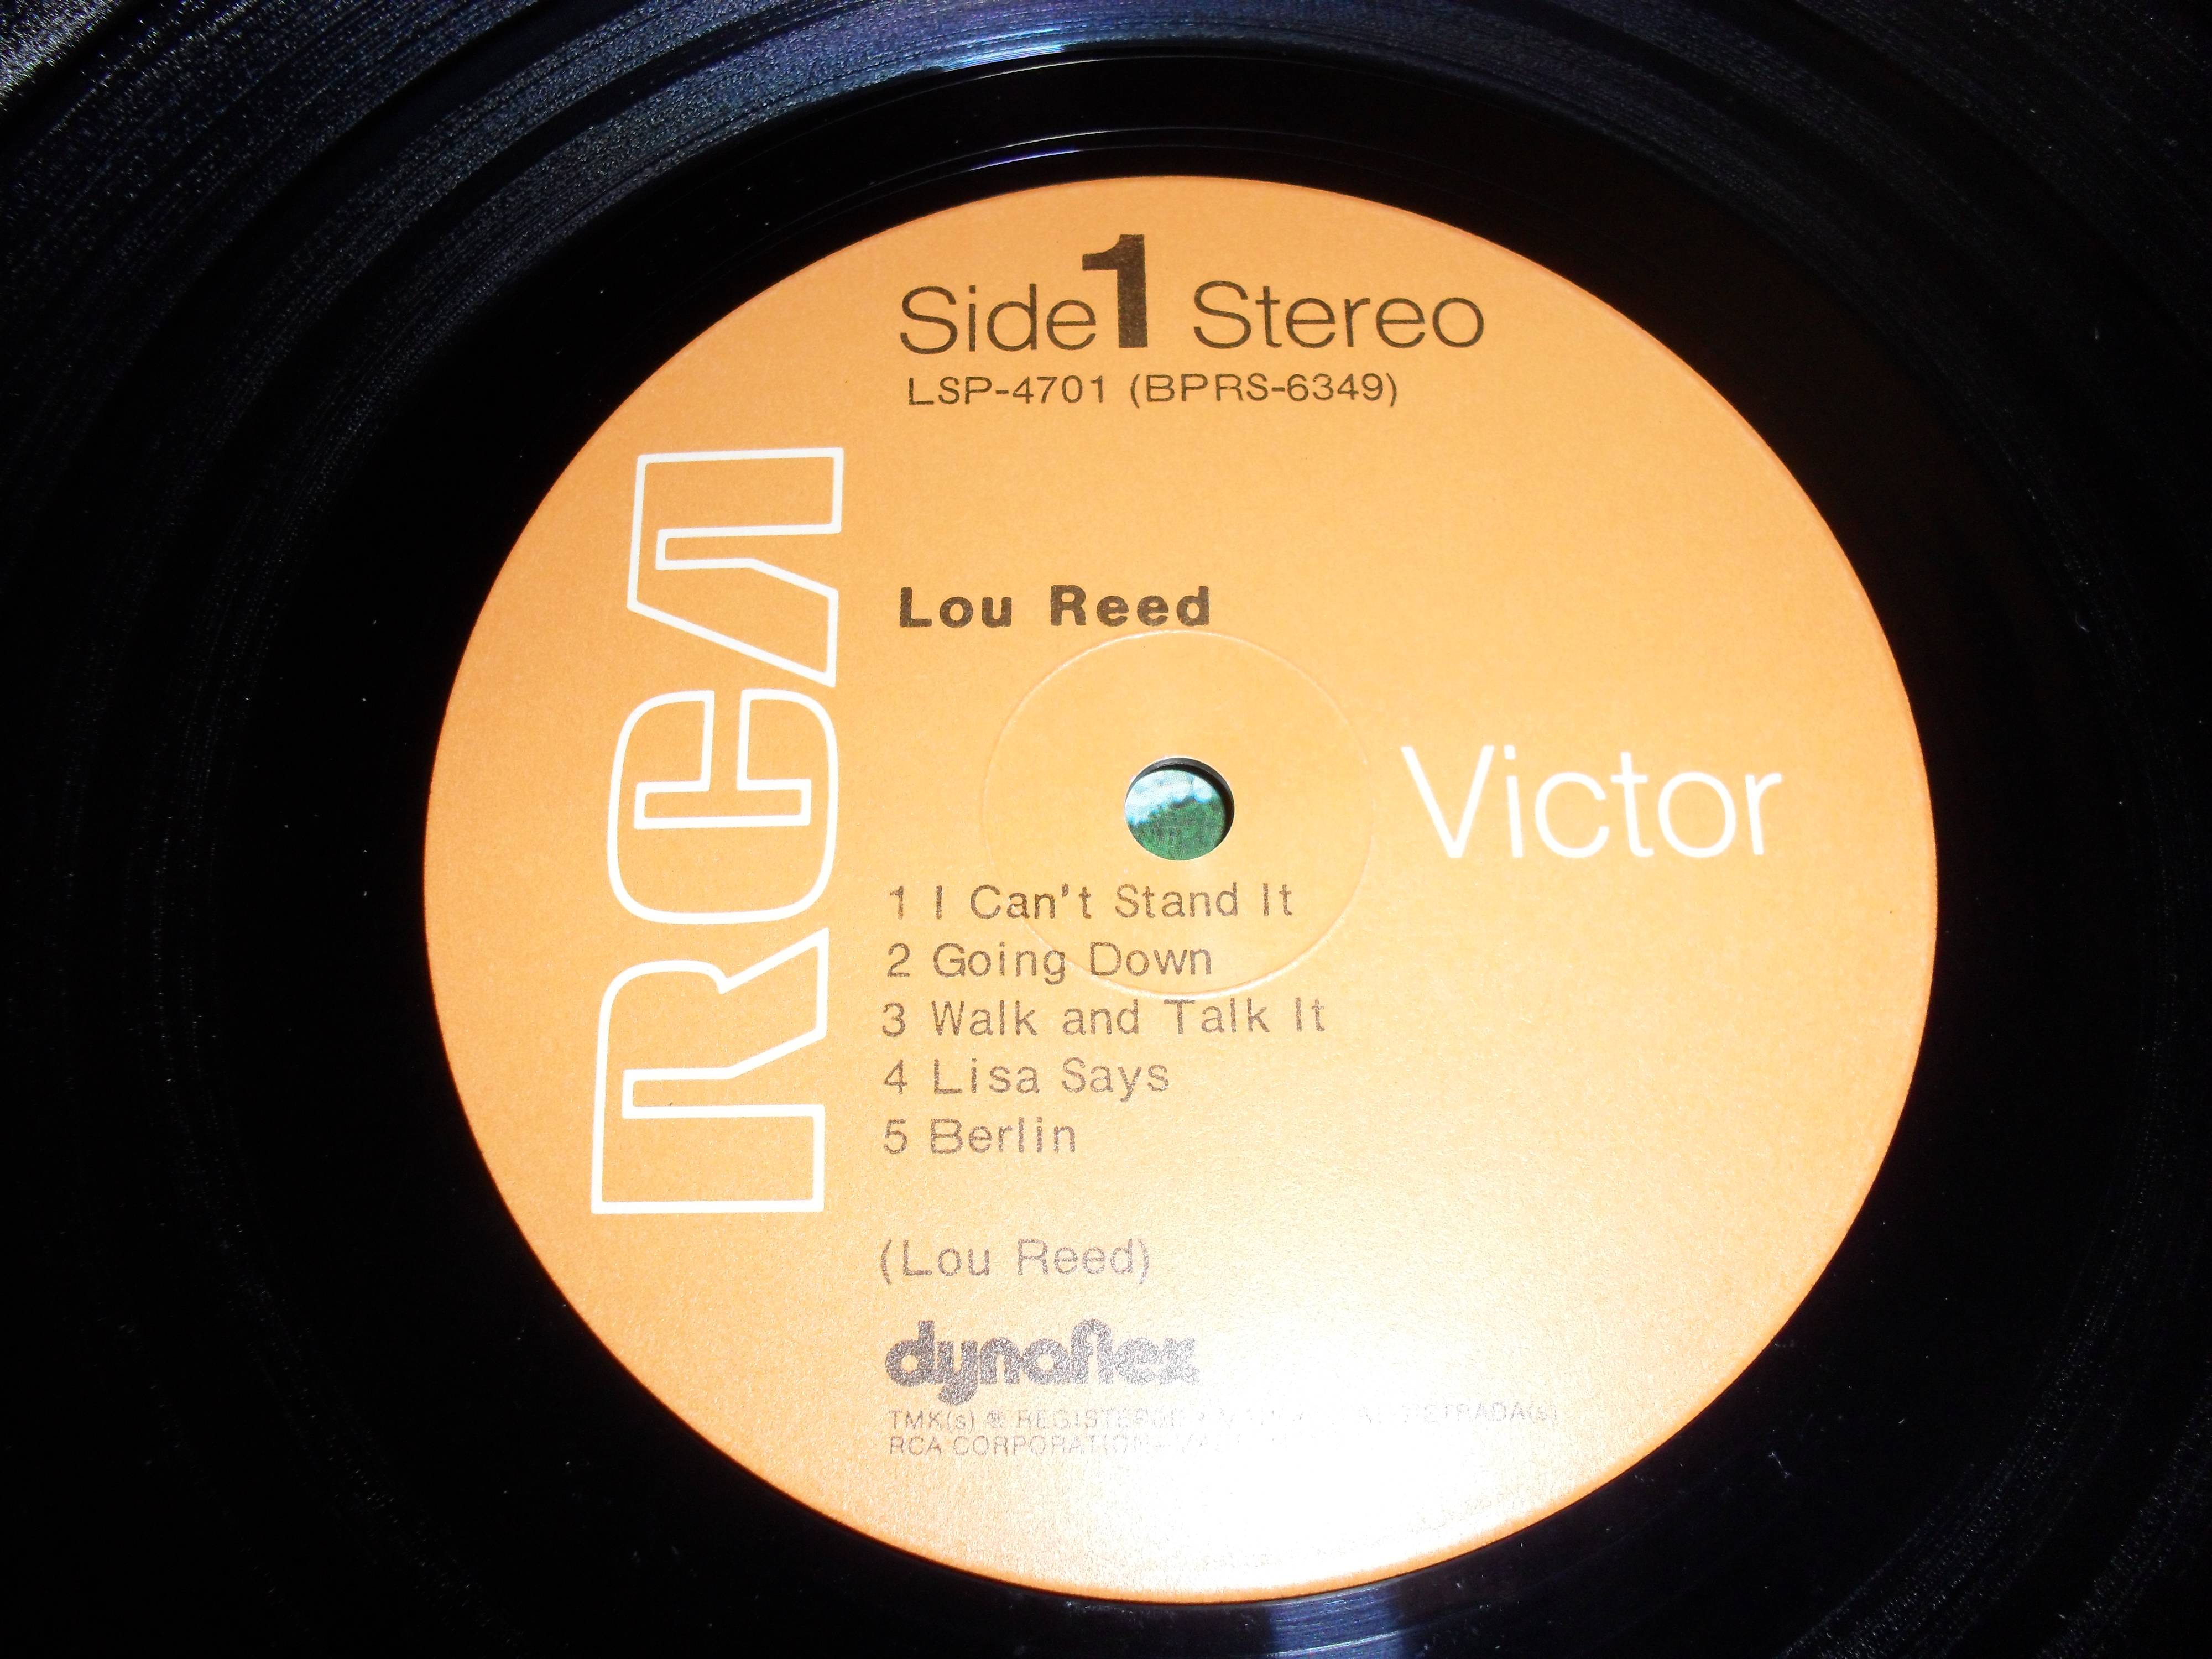 Side 1 Stereo
LSP-4701 (BPRS-6349)
RCA
Lou Reed
Victor
1 I Can't Stand It
2 Going Down
3 Walk and Talk It
4 Lisa Says
5 Berlin
(Lou Reed)
dynaflex
TMK(s) ® REGISTERED
RCA CORPORATION